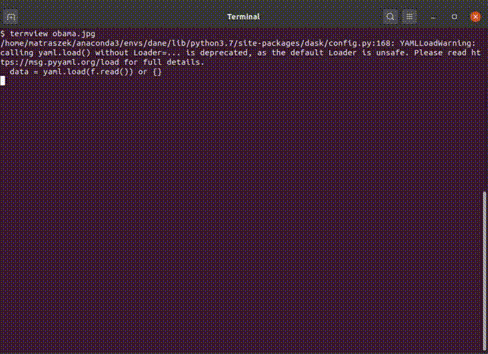 Terminal
$ termview obama.jpg
/home/matraszek/anaconda3/envs/dane/lib/python3.7/site-packages/dask/config.py:168: YAMLLoadWarning:
calling yaml.load() without Loader=... is deprecated, as the default Loader is unsafe. Please read ht
tps://msg.pyyaml.org/load for full details.
  data = yaml.load(f.read()) or {}